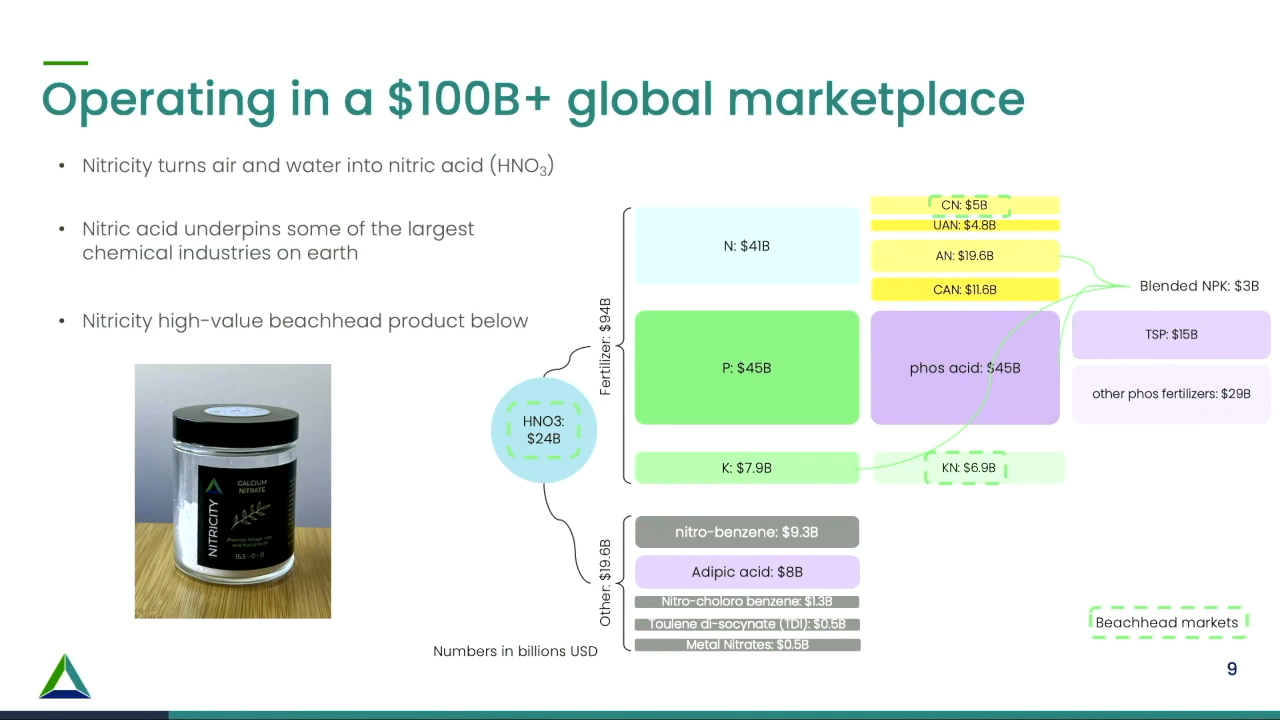 Operating in a $100B+ global marketplace
• Nitricity turns air and water into nitric acid (HNO₃)
• Nitric acid underpins some of the largest
chemical industries on earth
• Nitricity high-value beachhead product below
NITRICITY
CALCIUM
NITRATE
15.5 - 0 - 0
HNO3:
$24B
Fertilizer: $94B
N: $41B
CN: $5B
UAN: $4.8B
AN: $19.6B
CAN: $11.6B
Blended NPK: $3B
P: $45B
phos acid: $45B
TSP: $15B
other phos fertilizers: $29B
K: $7.9B
KN: $6.9B
Other: $19.6B
nitro-benzene: $9.3B
Adipic acid: $8B
Nitro-choloro benzene: $1.3B
Toulene di-socynate (TDI): $0.5B
Metal Nitrates: $0.5B
Numbers in billions USD
Beachhead markets
9